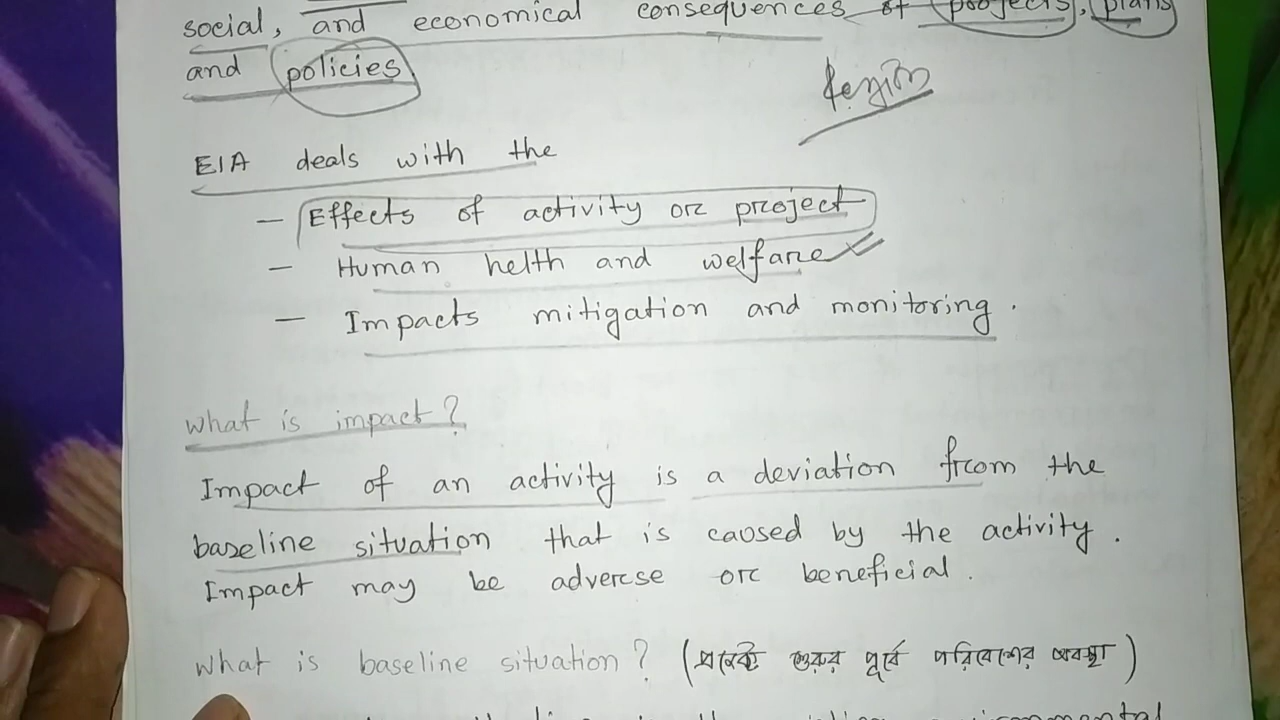 social, and economical consequences of projects, plans
and policies
Region
EIA deals with the
- Effects of activity or project
- Human helth and welfare
- Impacts mitigation and monitoring.
What is impact?
Impact of an activity is a deviation from the
baseline situation that is caused by the activity.
Impact may be adverse or beneficial.
What is baseline situation? (প্রজেক্ট শুরুর পূর্বে পরিবেশের অবস্থা)